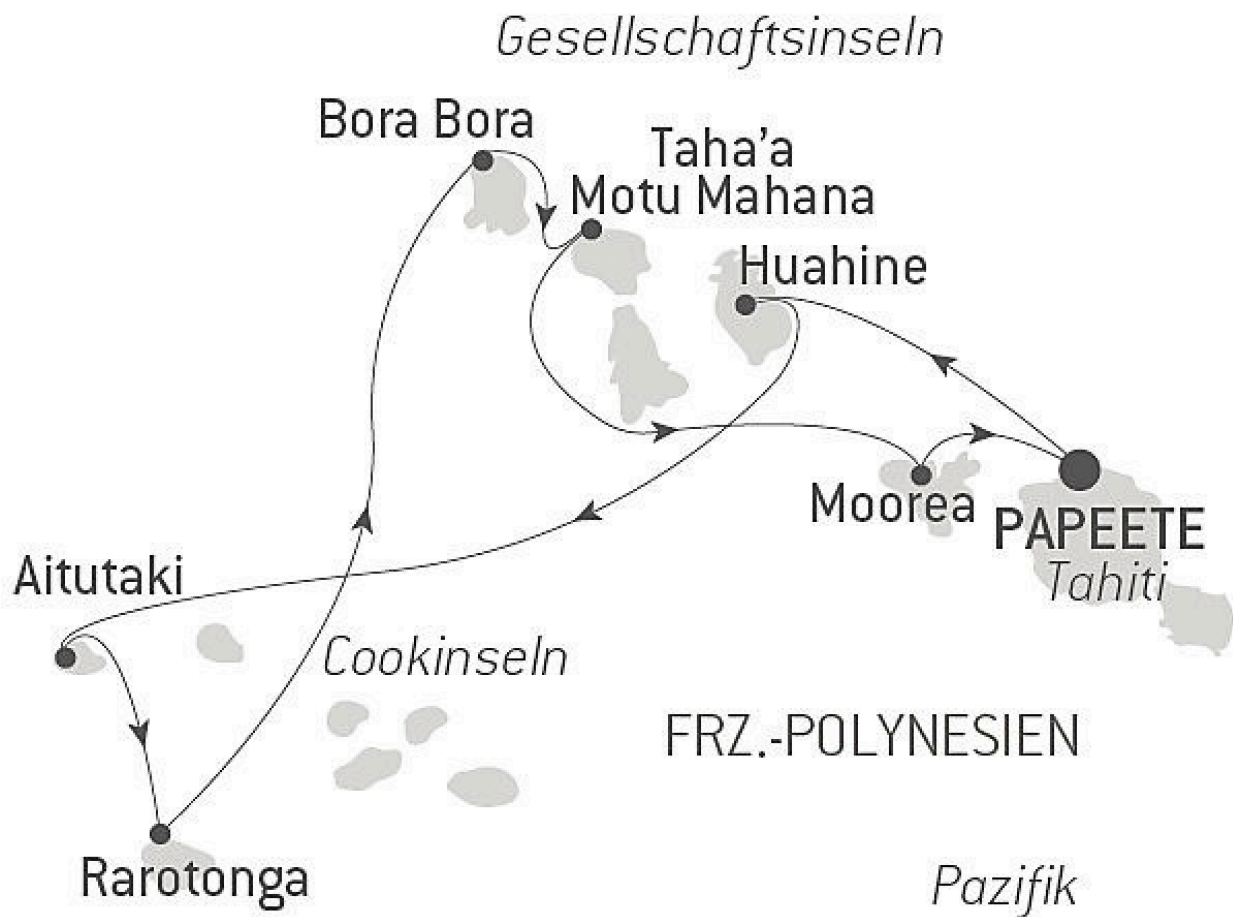 Gesellschaftsinseln
Bora Bora
Taha'a
Motu Mahana
Huahine
Moorea
PAPEETE
Tahiti
Aitutaki
Cookinseln
FRZ.-POLYNESIEN
Rarotonga
Pazifik